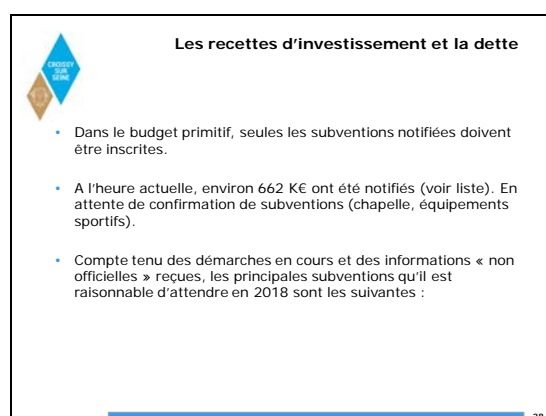 CROISSY
SUR
SEINE
Les recettes d'investissement et la dette
▪ Dans le budget primitif, seules les subventions notifiées doivent
être inscrites.
▪ A l'heure actuelle, environ 662 K€ ont été notifiés (voir liste). En
attente de confirmation de subventions (chapelle, équipements
sportifs).
▪ Compte tenu des démarches en cours et des informations « non
officielles » reçues, les principales subventions qu'il est
raisonnable d'attendre en 2018 sont les suivantes :